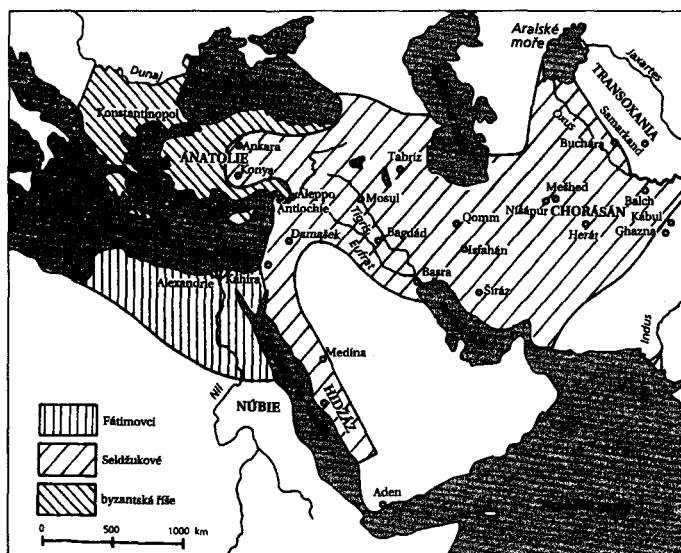 Aralské
moře
Jaxartes
Dunaj
TRANSOXANIA
Konstantinopol
Oxus
Samarkand
Ankara
Buchára
ANATOLIE
Tabríz
Konya
Mešhed
Balch
Aleppo
Mosul
Níšápúr
CHORÁSÁN
Kábul
Antiochie
Tigris
Qomm
Herát
Ghazna
Damašek
Bagdád
Isfahán
Eufrat
Alexandrie
Káhira
Basra
Šíráz
Indus
Medína
Nil
HIDŽÁZ
NÚBIE
Fátimovci
Seldžukové
byzantská říše
Aden
0 500 1000 km